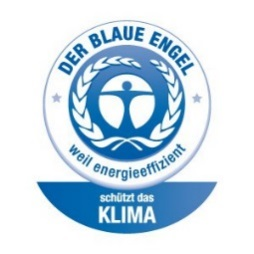 DER BLAUE ENGEL
weil energieeffizient
schützt das
KLIMA